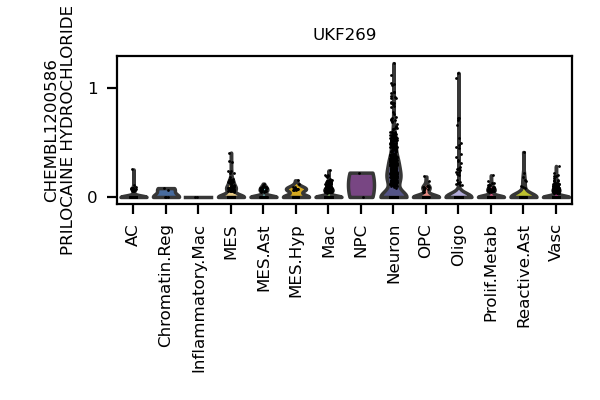 UKF269
CHEMBL1200586
PRILOCAINE HYDROCHLORIDE
1
0
AC
Chromatin.Reg
Inflammatory.Mac
MES
MES.Ast
MES.Hyp
Mac
NPC
Neuron
OPC
Oligo
Prolif.Metab
Reactive.Ast
Vasc